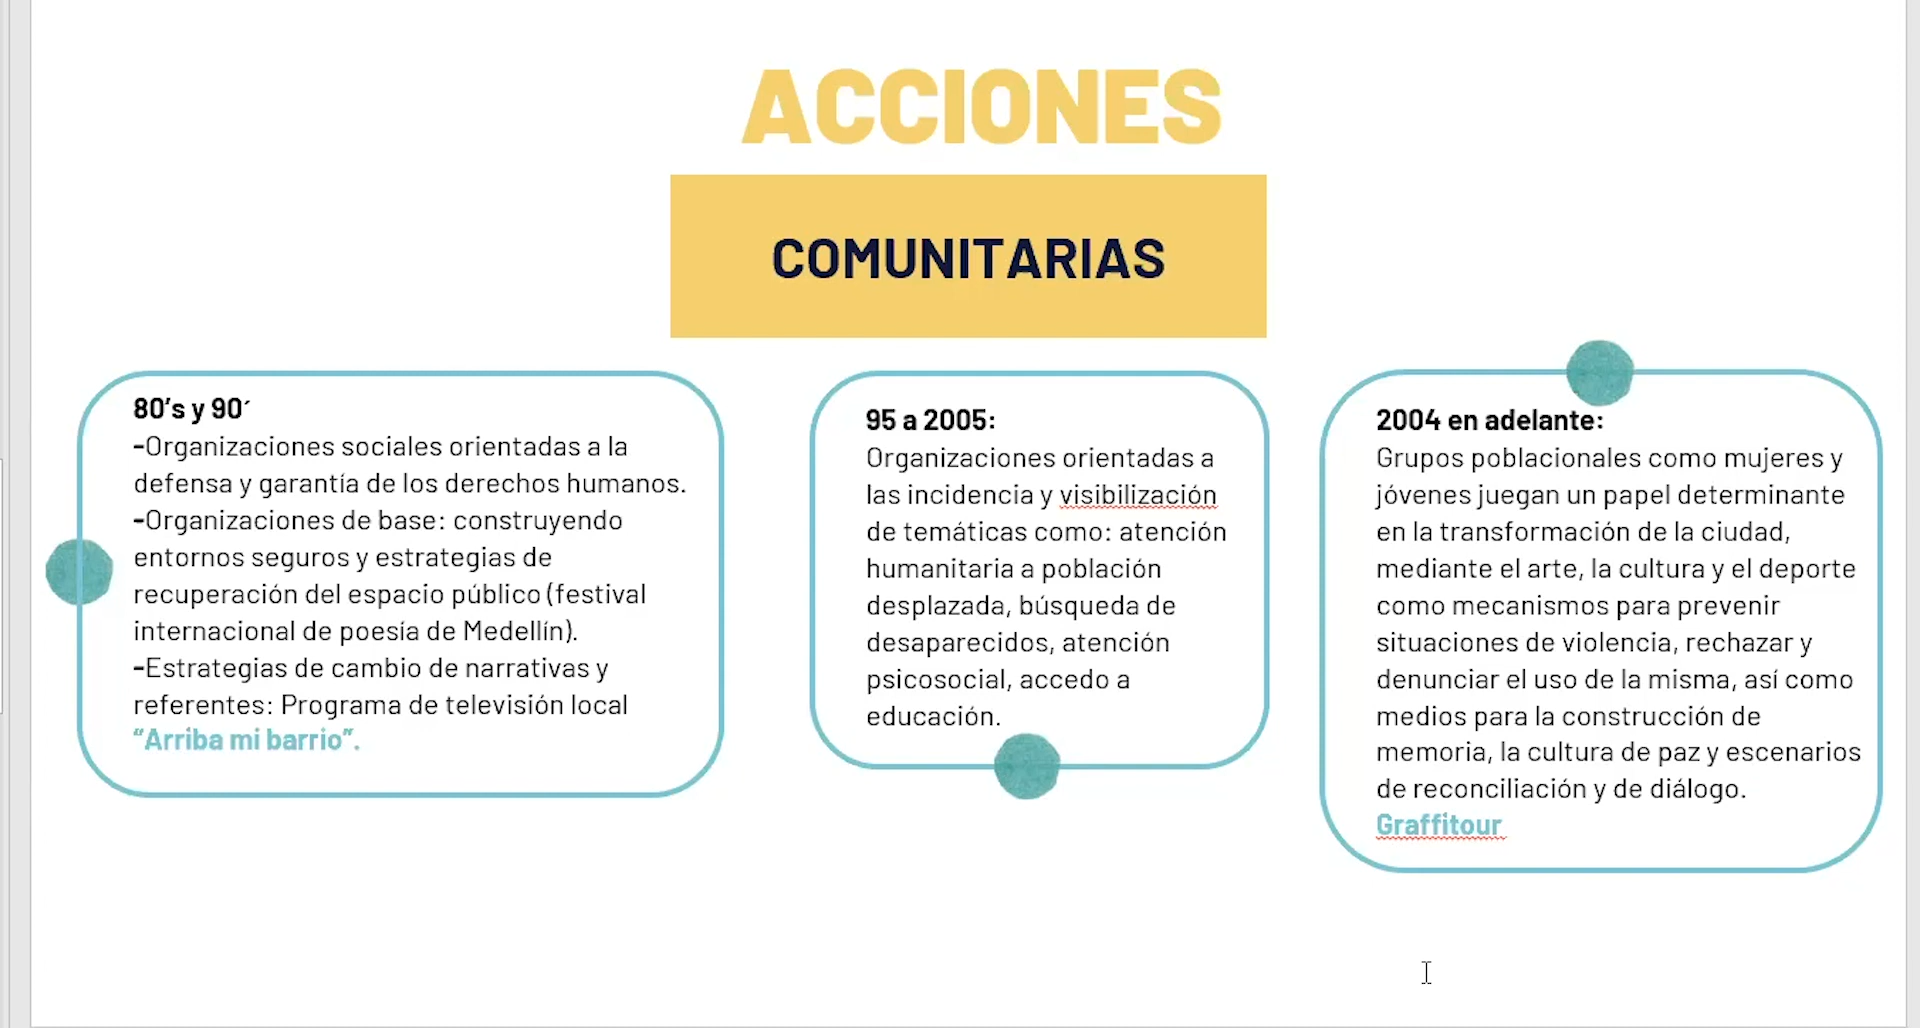 ACCIONES
COMUNITARIAS
80's y 90´
-Organizaciones sociales orientadas a la
defensa y garantía de los derechos humanos.
-Organizaciones de base: construyendo
entornos seguros y estrategias de
recuperación del espacio público (festival
internacional de poesía de Medellín).
-Estrategias de cambio de narrativas y
referentes: Programa de televisión local
“Arriba mi barrio”.
95 a 2005:
Organizaciones orientadas a
las incidencia y visibilización
de temáticas como: atención
humanitaria a población
desplazada, búsqueda de
desaparecidos, atención
psicosocial, accedo a
educación.
2004 en adelante:
Grupos poblacionales como mujeres y
jóvenes juegan un papel determinante
en la transformación de la ciudad,
mediante el arte, la cultura y el deporte
como mecanismos para prevenir
situaciones de violencia, rechazar y
denunciar el uso de la misma, así como
medios para la construcción de
memoria, la cultura de paz y escenarios
de reconciliación y de diálogo.
Graffitour